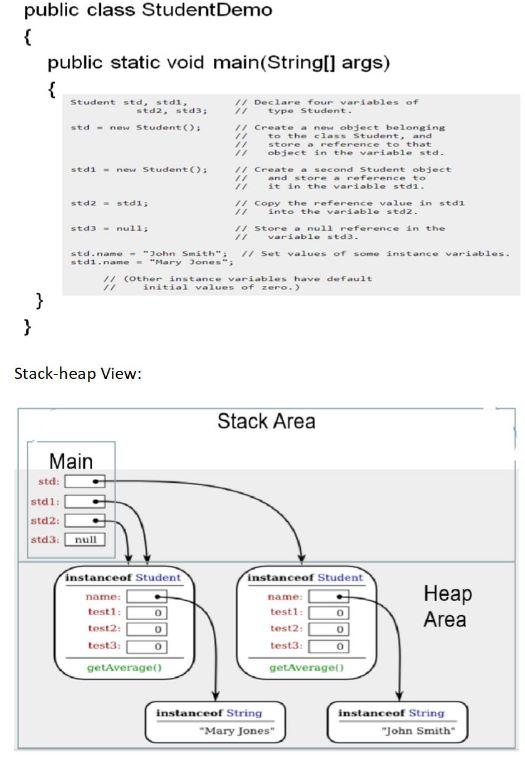 public class StudentDemo
{
public static void main(String[] args)
{
Student std, std1, // Declare four variables of
std2, std3; // type Student.
std = new Student(); // Create a new object belonging
// to the class Student, and
// store a reference to that
// object in the variable std.
std1 = new Student(); // Create a second Student object
// and store a reference to
// it in the variable std1.
std2 = std1; // Copy the reference value in std1
// into the variable std2.
std3 = null; // Store a null reference in the
// variable std3.
std.name = "John Smith"; // Set values of some instance variables.
std1.name = "Mary Jones";
// (Other instance variables have default
// initial values of zero.)
}
}
Stack-heap View:
Stack Area
Main
std:
std1:
std2:
std3: null
instanceof Student
name:
test1: 0
test2: 0
test3: 0
getAverage()
instanceof Student
name:
test1: 0
test2: 0
test3: 0
getAverage()
Heap
Area
instanceof String
"Mary Jones"
instanceof String
"John Smith"